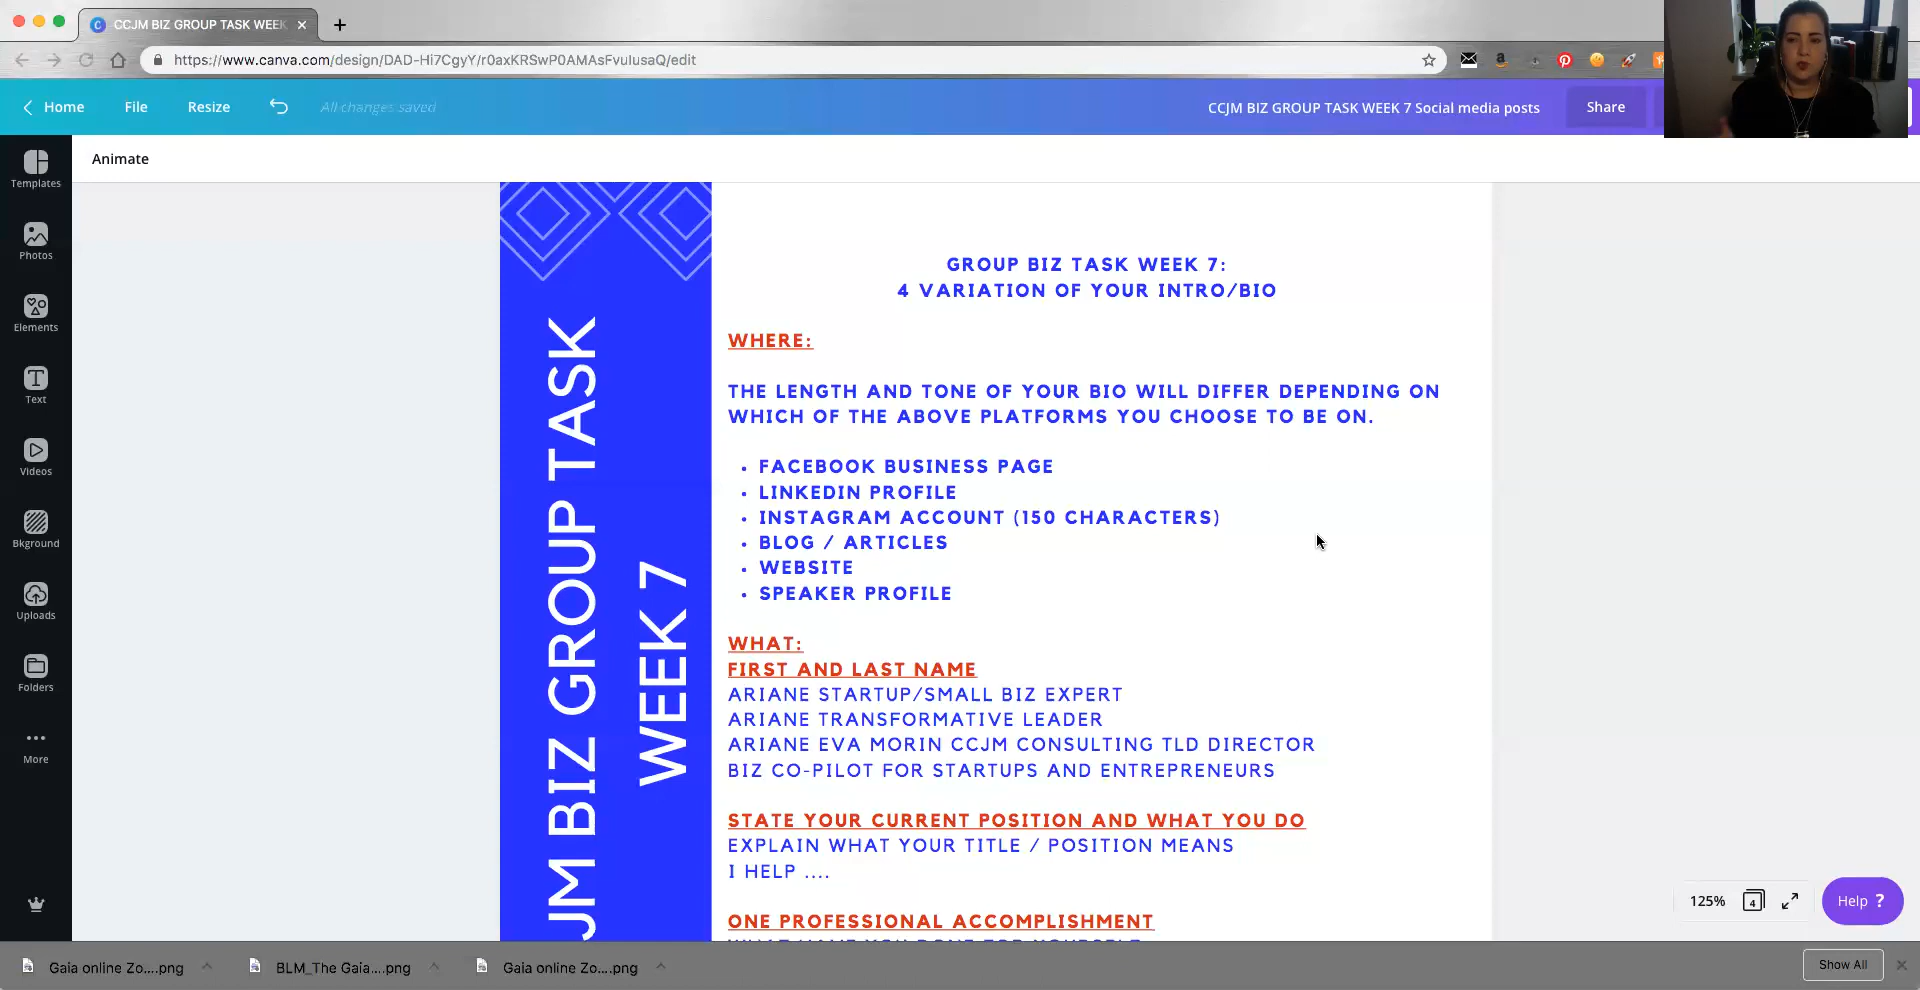 CCJM BIZ GROUP TASK WEEK
https://www.canva.com/design/DAD-Hi7CgyY/r0axKRSwP0AMAsFvuIusaQ/edit
Home
File
Resize
All changes saved
CCJM BIZ GROUP TASK WEEK 7 Social media posts
Share
Animate
Templates
Photos
Elements
Text
Videos
Bkground
Uploads
Folders
More
JM BIZ GROUP TASK
WEEK 7
GROUP BIZ TASK WEEK 7:
4 VARIATION OF YOUR INTRO/BIO
WHERE:
THE LENGTH AND TONE OF YOUR BIO WILL DIFFER DEPENDING ON
WHICH OF THE ABOVE PLATFORMS YOU CHOOSE TO BE ON.
• FACEBOOK BUSINESS PAGE
• LINKEDIN PROFILE
• INSTAGRAM ACCOUNT (150 CHARACTERS)
• BLOG / ARTICLES
• WEBSITE
• SPEAKER PROFILE
WHAT:
FIRST AND LAST NAME
ARIANE STARTUP/SMALL BIZ EXPERT
ARIANE TRANSFORMATIVE LEADER
ARIANE EVA MORIN CCJM CONSULTING TLD DIRECTOR
BIZ CO-PILOT FOR STARTUPS AND ENTREPRENEURS
STATE YOUR CURRENT POSITION AND WHAT YOU DO
EXPLAIN WHAT YOUR TITLE / POSITION MEANS
I HELP ....
ONE PROFESSIONAL ACCOMPLISHMENT
125%
4
Help ?
Gaia online Zo....png
BLM_The Gaia....png
Gaia online Zo....png
Show All